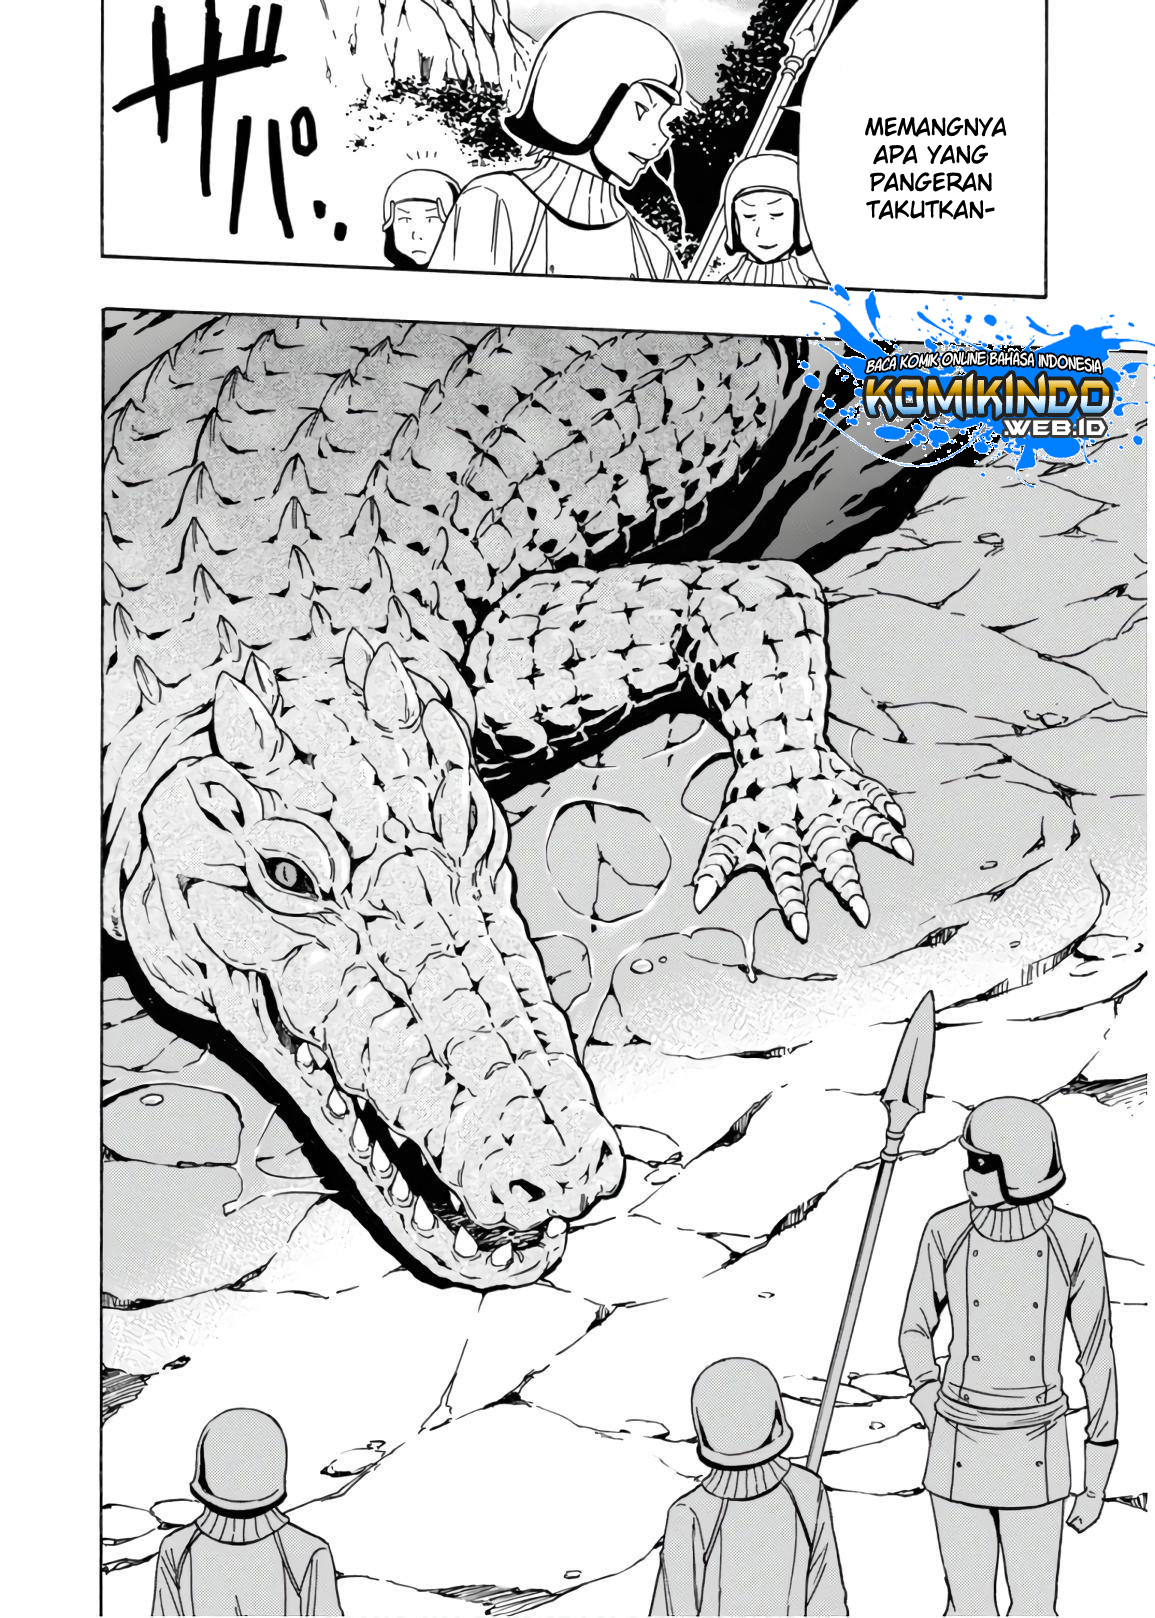 ザパ。
MEMANGNYA
APA YANG
PANGERAN
TAKUTKAN-
BACA KOMIK ONLINE BAHASA INDONESIA
KOMIKINDO
WEB.ID